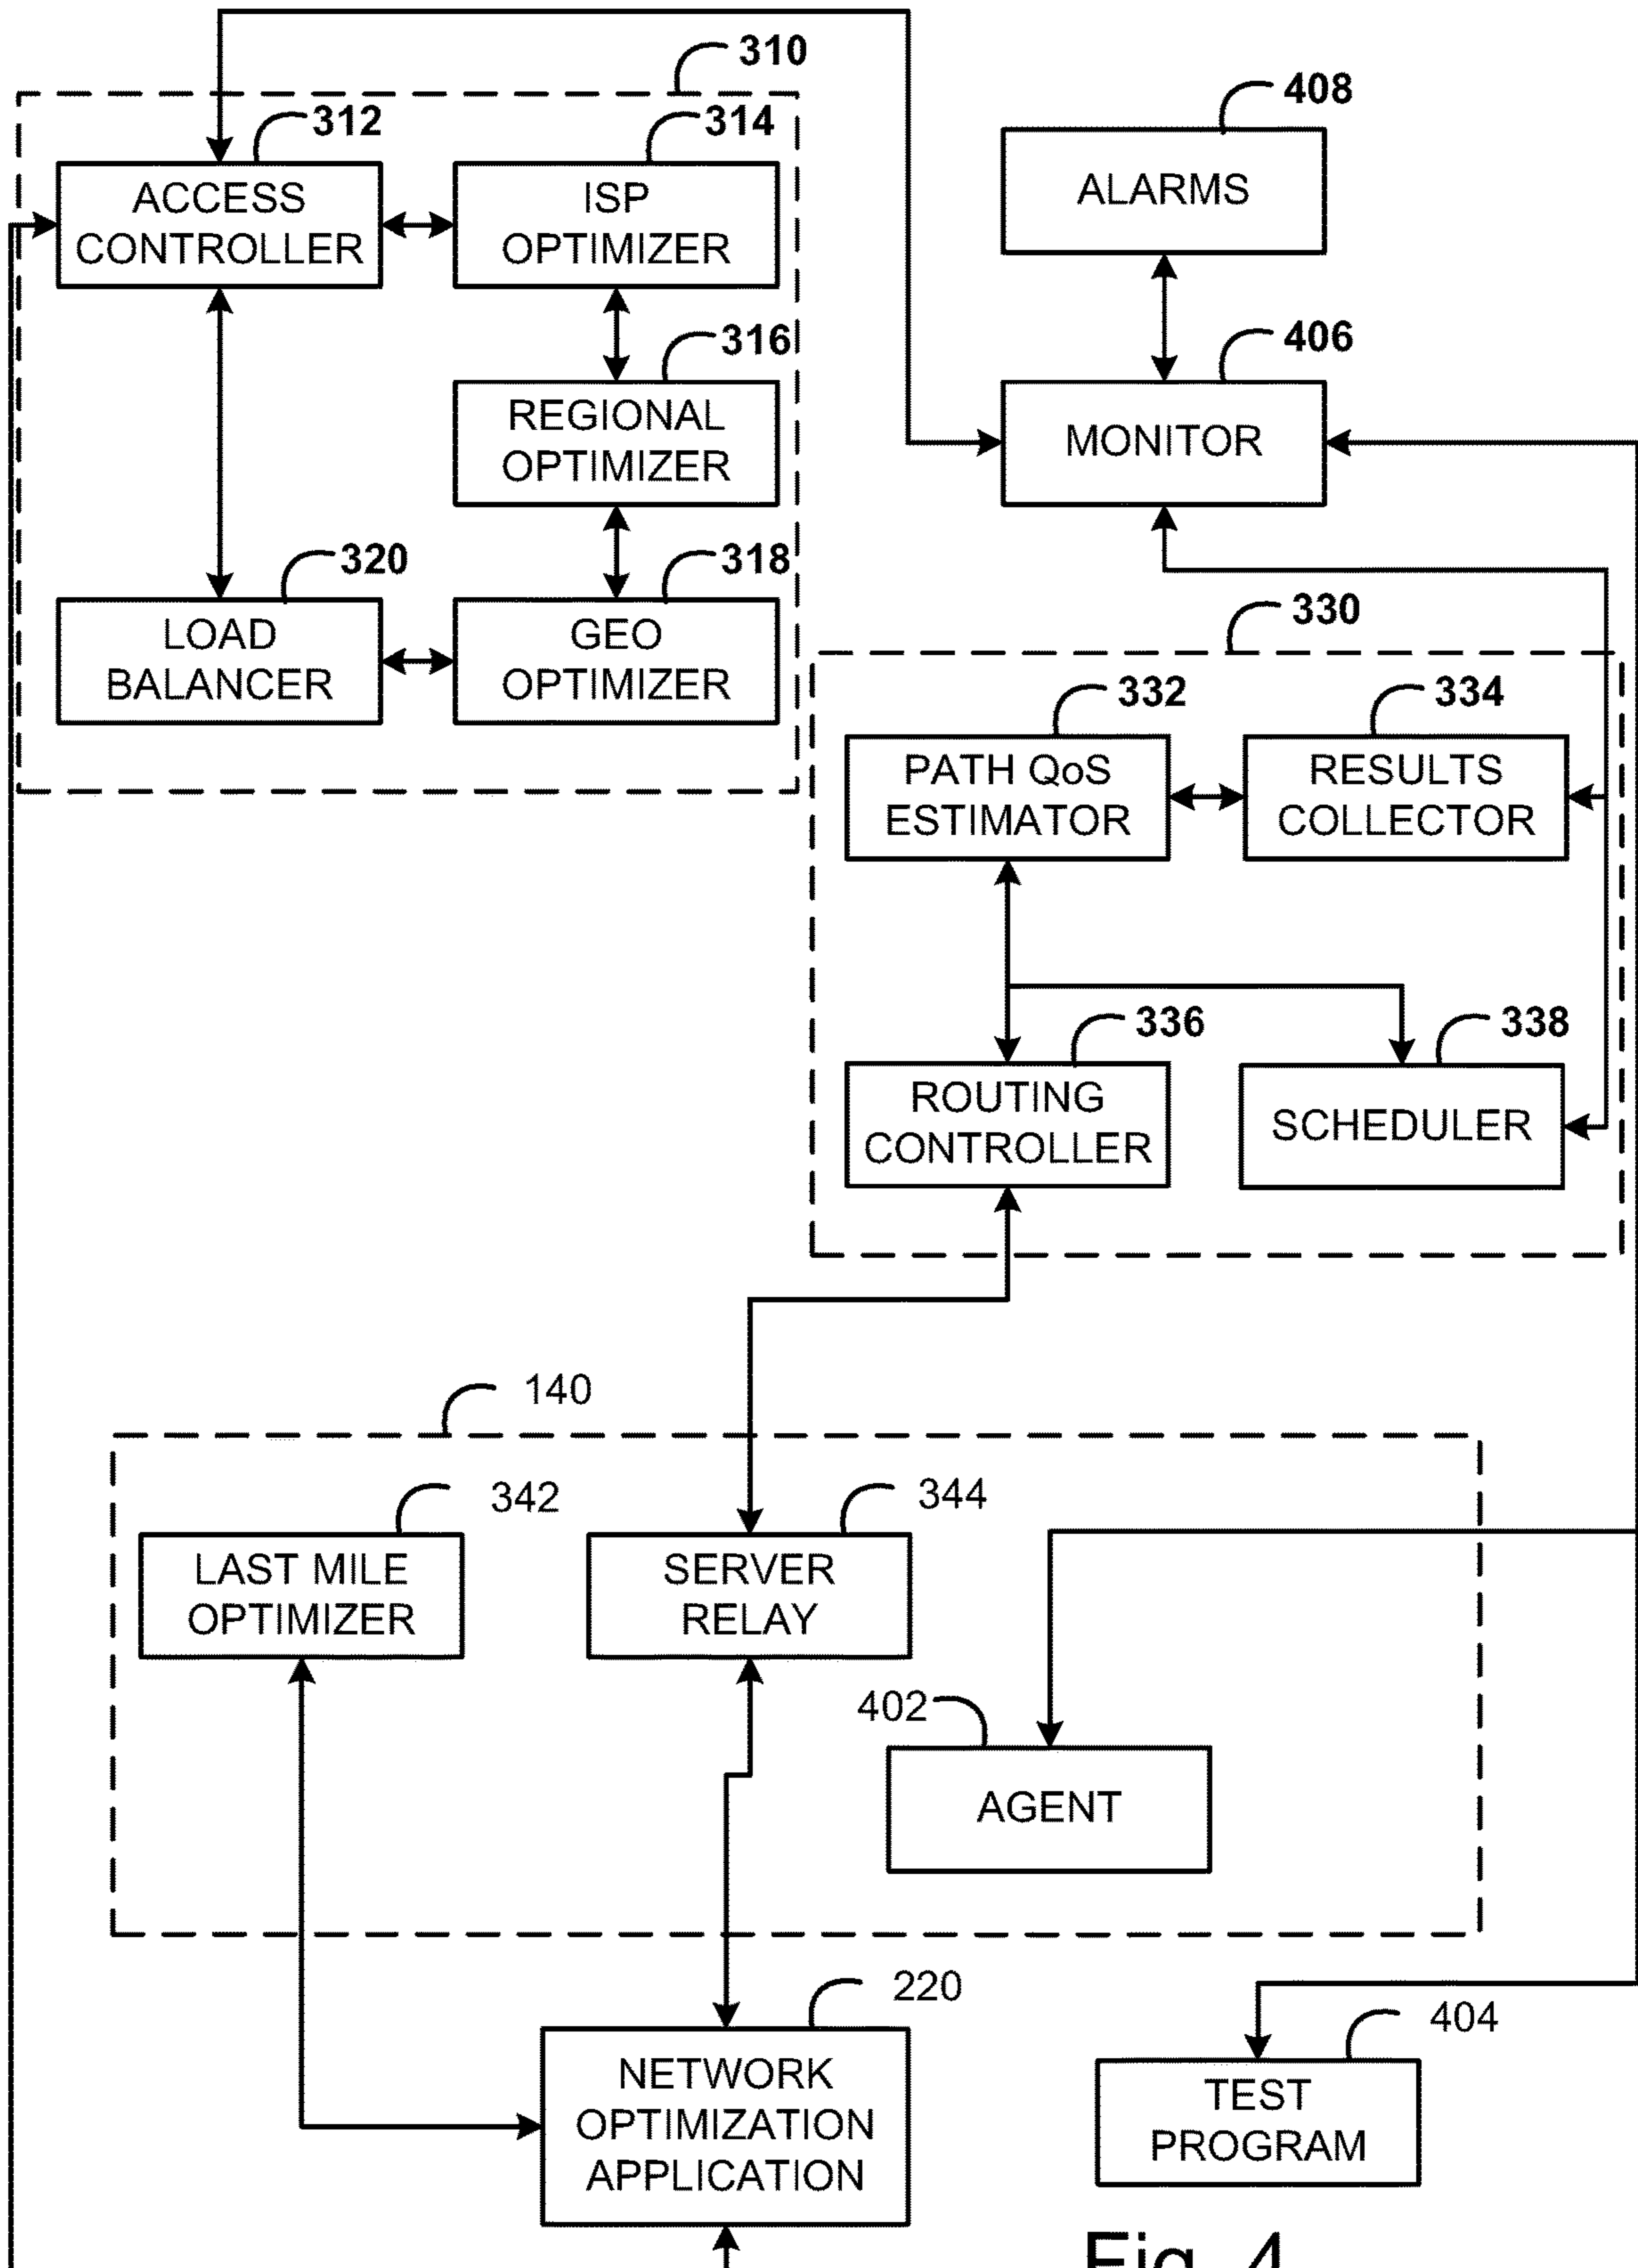 310
408
312
314
ACCESS
CONTROLLER
ISP
OPTIMIZER
ALARMS
316
406
REGIONAL
OPTIMIZER
MONITOR
320
318
LOAD
BALANCER
GEO
OPTIMIZER
330
332
334
PATH QoS
ESTIMATOR
RESULTS
COLLECTOR
336
338
ROUTING
CONTROLLER
SCHEDULER
140
342
344
LAST MILE
OPTIMIZER
SERVER
RELAY
402
AGENT
220
404
NETWORK
OPTIMIZATION
APPLICATION
TEST
PROGRAM
Fig. 4